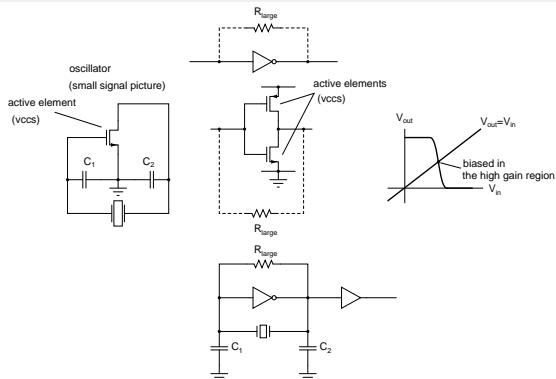 R_large
oscillator
(small signal picture)
active element
(vccs)
C_1
C_2
active elements
(vccs)
R_large
V_out
V_out=V_in
biased in
the high gain region
V_in
R_large
C_1
C_2